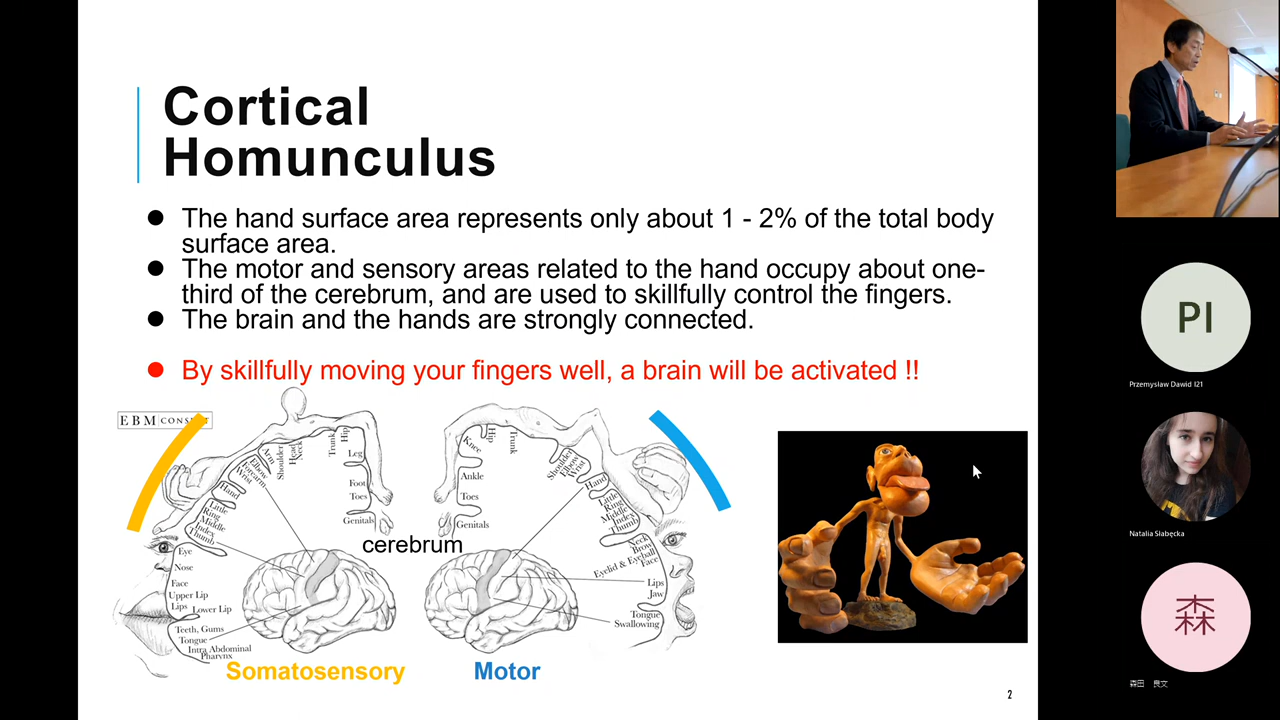 Cortical
Homunculus
● The hand surface area represents only about 1 - 2% of the total body
surface area.
● The motor and sensory areas related to the hand occupy about one-
third of the cerebrum, and are used to skillfully control the fingers.
● The brain and the hands are strongly connected.
● By skillfully moving your fingers well, a brain will be activated !!
EBM
Trunk
Hip
Neck
Head
Shoulder
Arm
Elbow
Forearm
Wrist
Hand
Little
Ring
Middle
Index
Thumb
Eye
Nose
Face
Upper Lip
Lips
Lower Lip
Teeth, Gums
Tongue
Intra Abdominal
Pharynx
Leg
Foot
Toes
Genitals
Knee
Hip
Trunk
Shoulder
Elbow
Wrist
Hand
Little
Ring
Middle
Index
Thumb
Neck
Brow
Eyelid & Eyeball
Face
Lips
Jaw
Tongue
Swallowing
Ankle
Toes
Genitals
cerebrum
Somatosensory
Motor
2
PI
Przemysław Dawid I21
Natalia Słabęcka
森
森田 良文